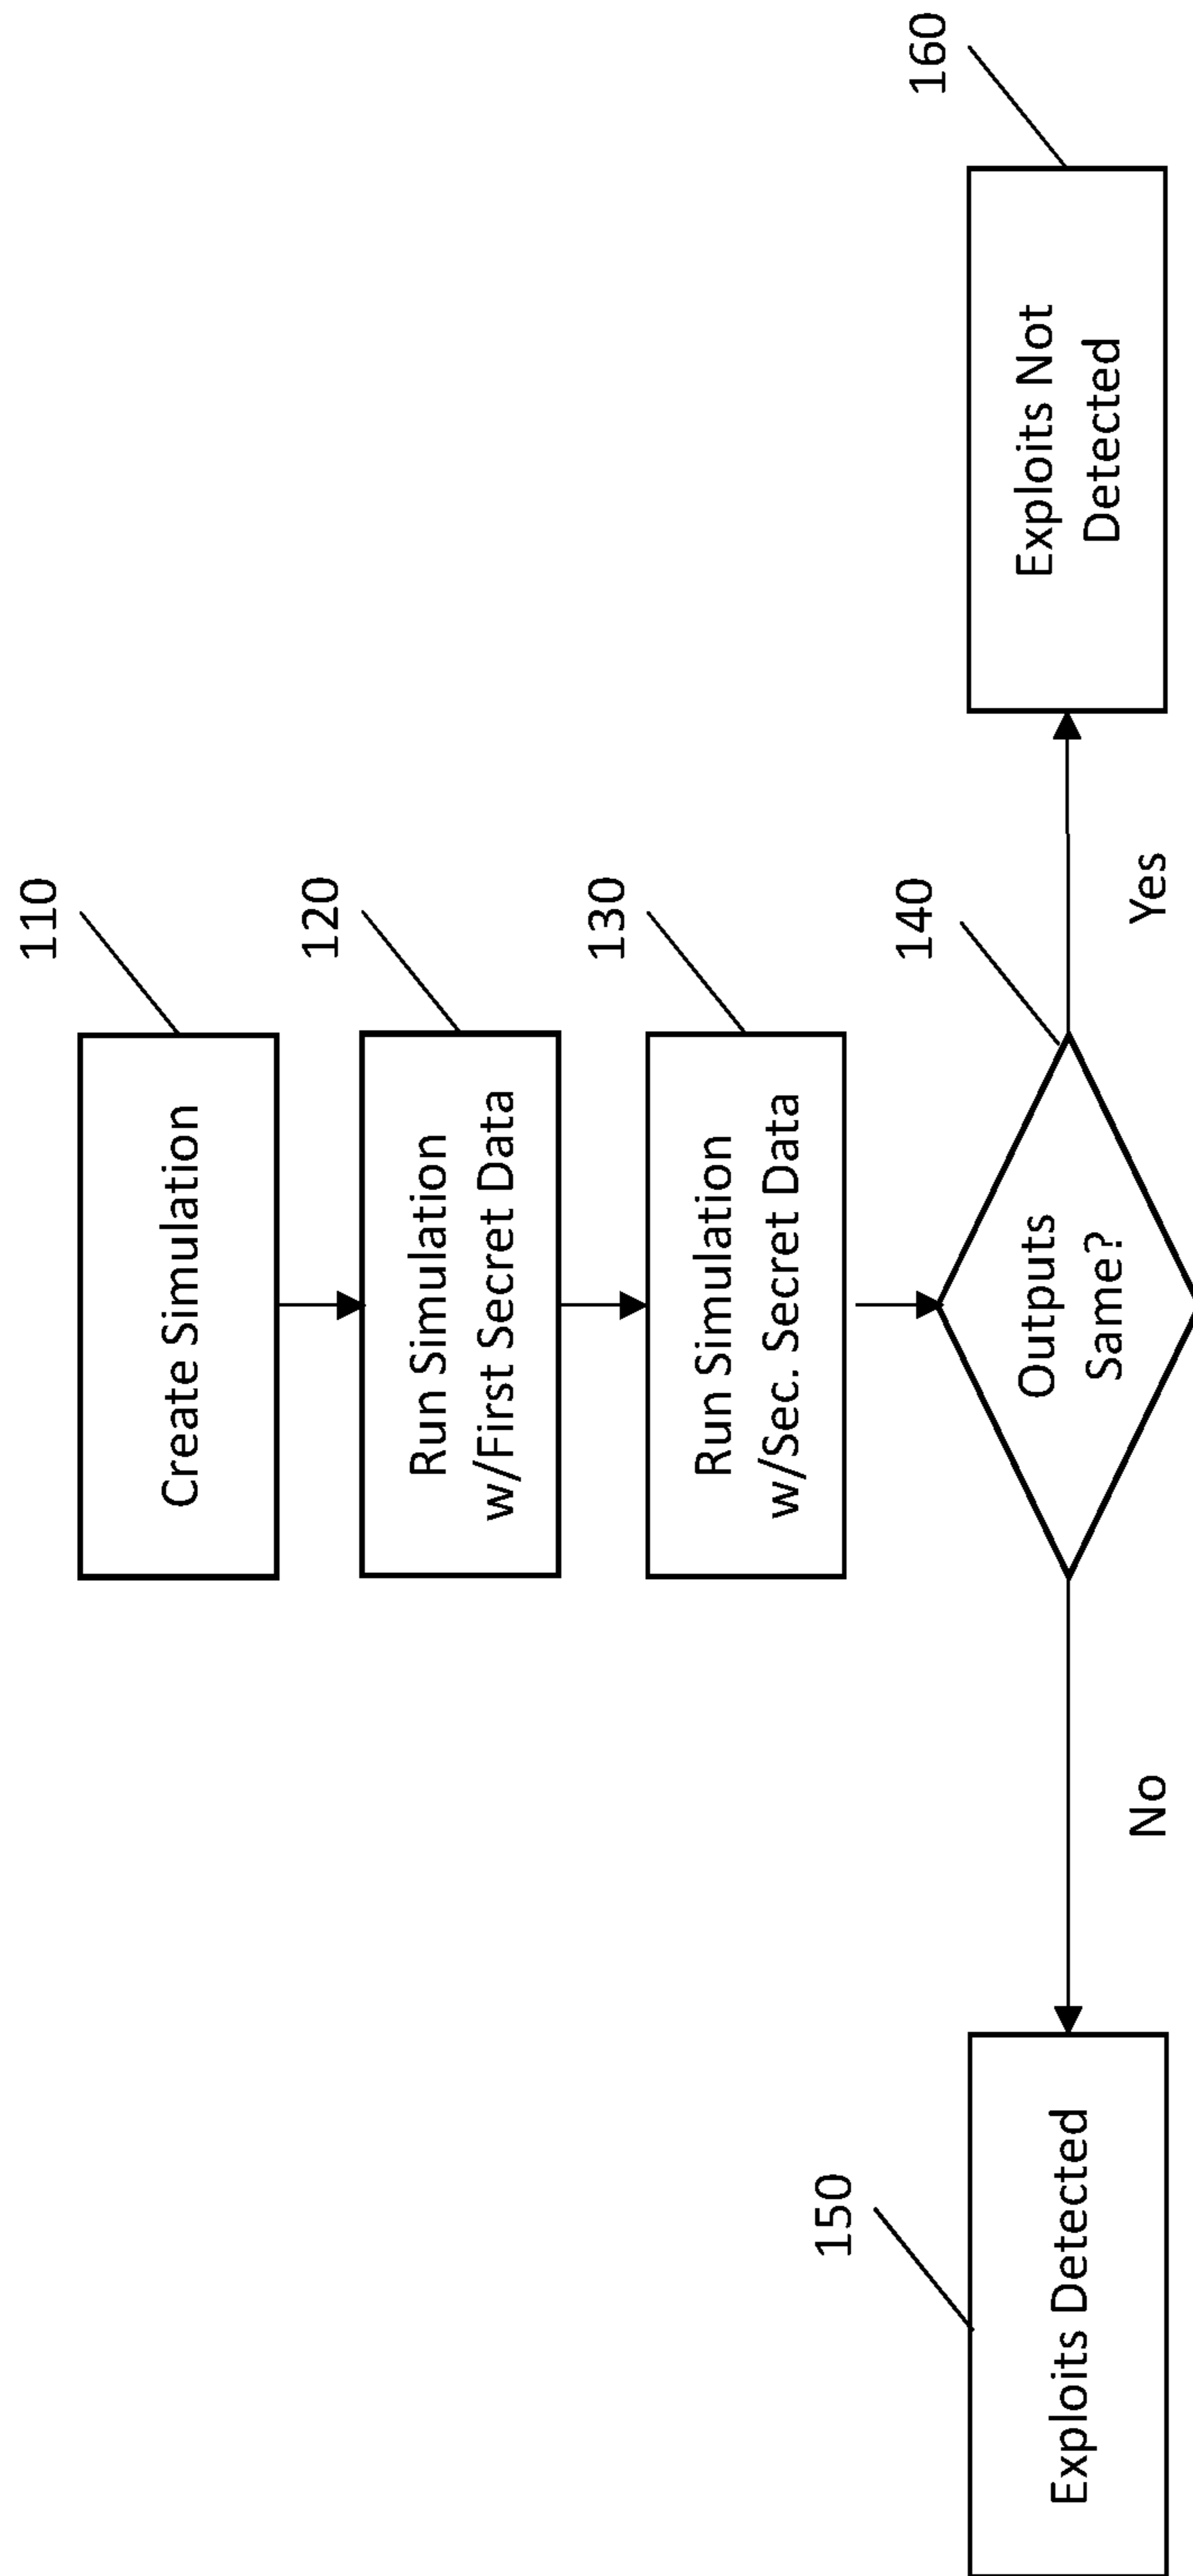 110
Create Simulation
120
Run Simulation
w/First Secret Data
130
Run Simulation
w/Sec. Secret Data
140
Outputs
Same?
No
Yes
150
Exploits Detected
160
Exploits Not
Detected